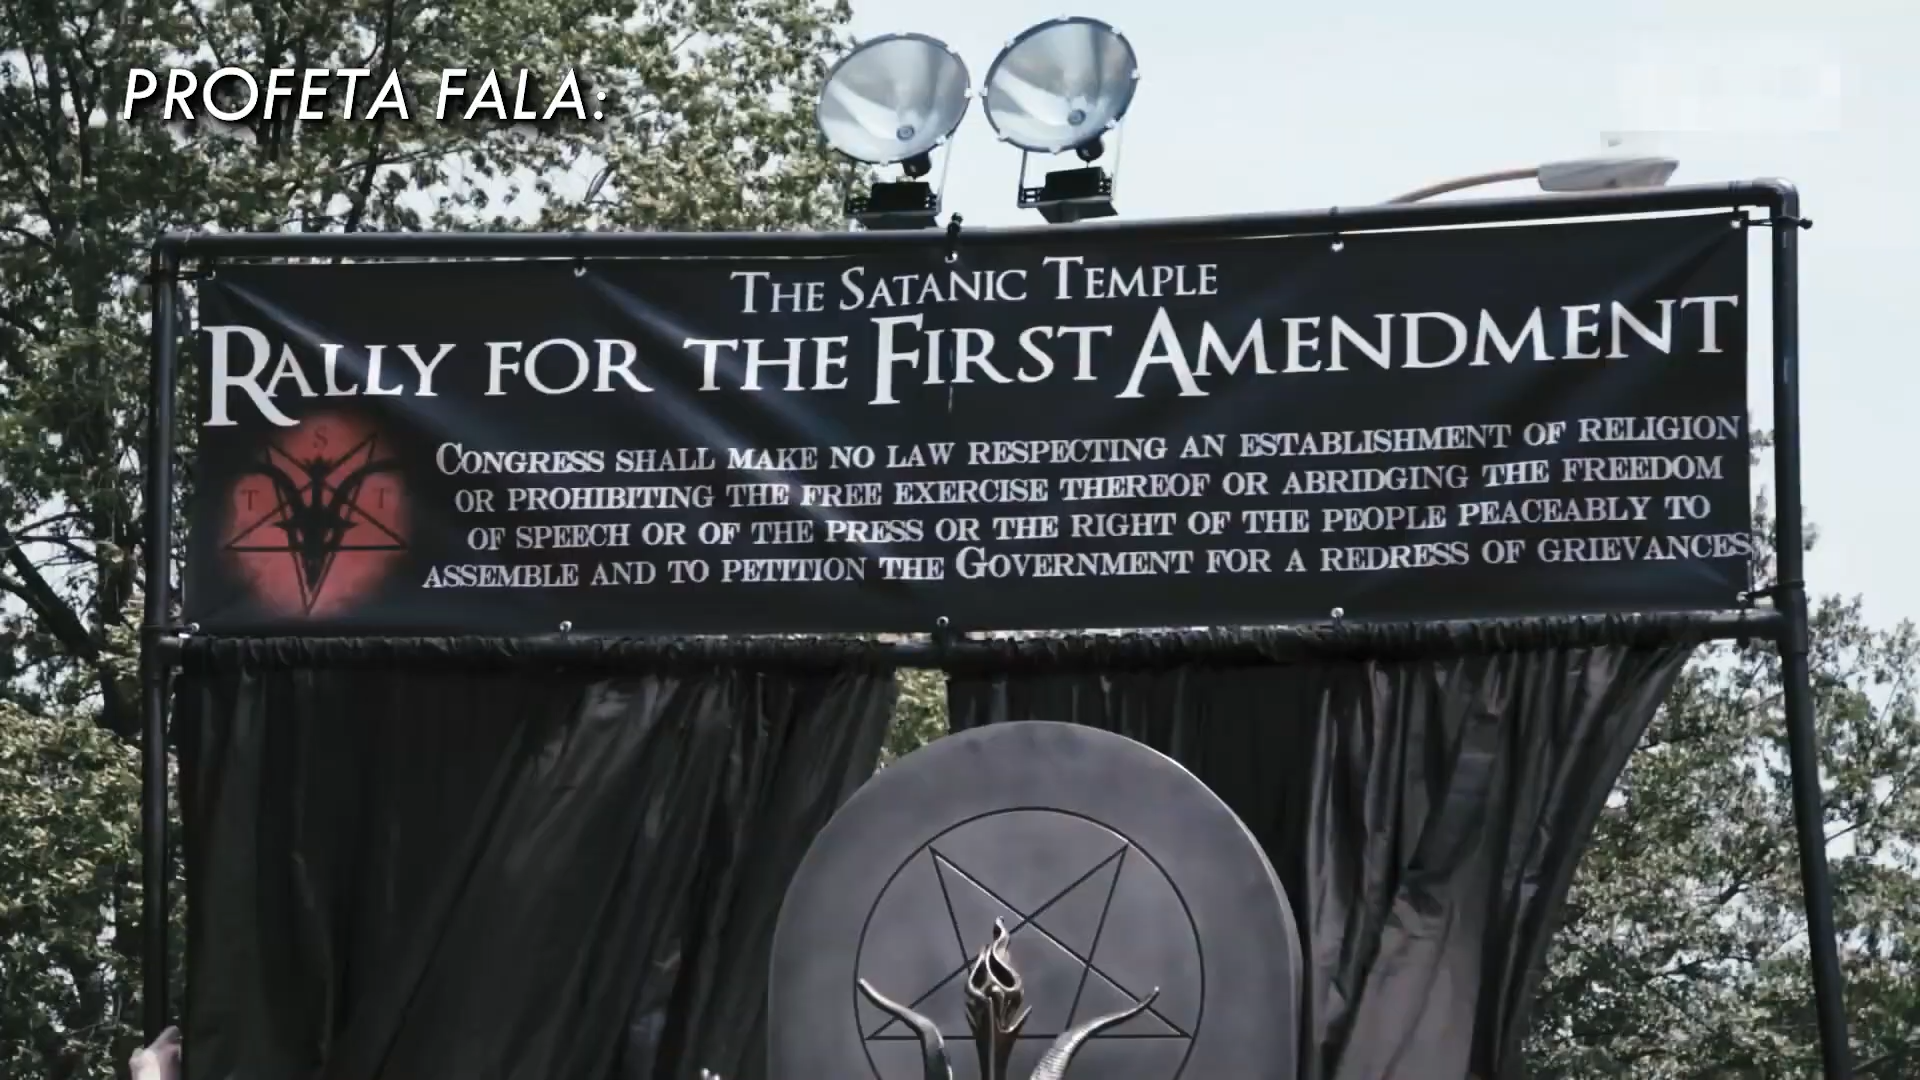 PROFETA FALA:
THE SATANIC TEMPLE
RALLY FOR THE FIRST AMENDMENT
S
T T
CONGRESS SHALL MAKE NO LAW RESPECTING AN ESTABLISHMENT OF RELIGION
OR PROHIBITING THE FREE EXERCISE THEREOF OR ABRIDGING THE FREEDOM
OF SPEECH OR OF THE PRESS OR THE RIGHT OF THE PEOPLE PEACEABLY TO
ASSEMBLE AND TO PETITION THE GOVERNMENT FOR A REDRESS OF GRIEVANCES